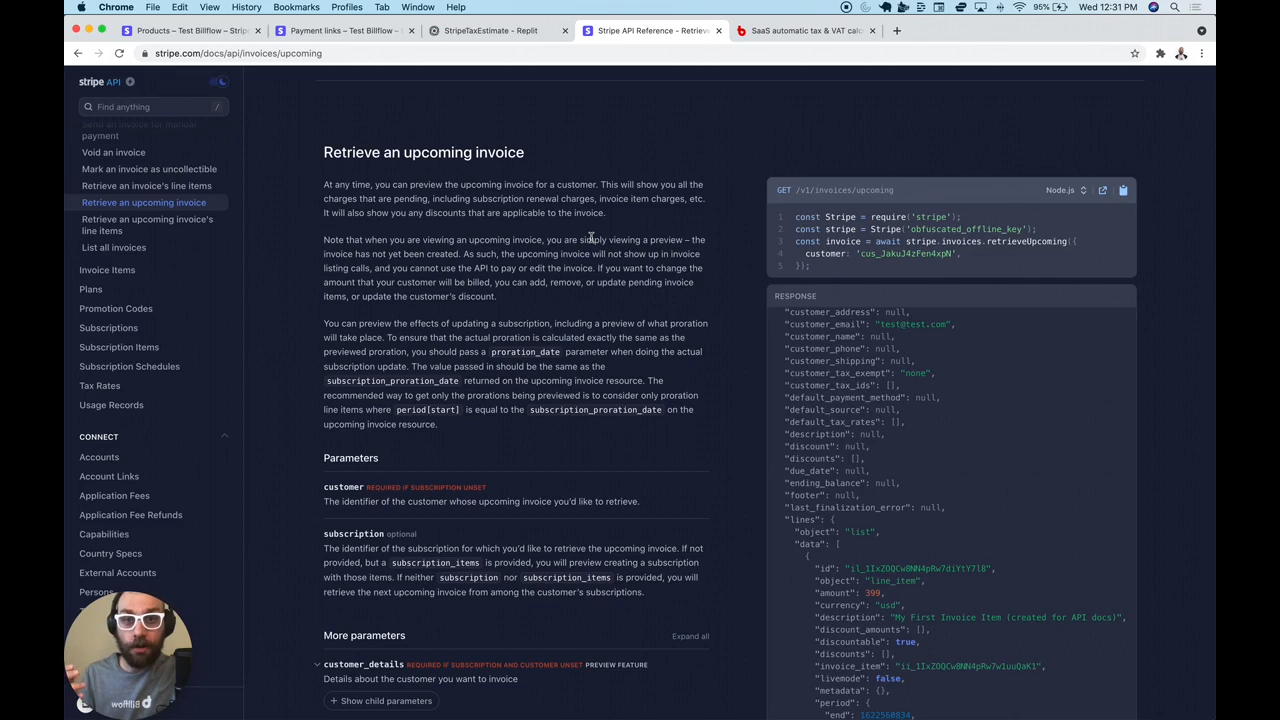 Chrome File Edit View History Bookmarks Profiles Tab Window Help
95% Wed 12:31 PM
Products – Test Billflow – Stripe
Payment links – Test Billflow –
StripeTaxEstimate - Replit
Stripe API Reference - Retrieve
SaaS automatic tax & VAT calc
stripe.com/docs/api/invoices/upcoming
stripe API
Find anything /
Send an invoice for manual
payment
Void an invoice
Mark an invoice as uncollectible
Retrieve an invoice's line items
Retrieve an upcoming invoice
Retrieve an upcoming invoice's
line items
List all invoices
Invoice Items
Plans
Promotion Codes
Subscriptions
Subscription Items
Subscription Schedules
Tax Rates
Usage Records
CONNECT
Accounts
Account Links
Application Fees
Application Fee Refunds
Capabilities
Country Specs
External Accounts
Persons
Retrieve an upcoming invoice
At any time, you can preview the upcoming invoice for a customer. This will show you all the
charges that are pending, including subscription renewal charges, invoice item charges, etc.
It will also show you any discounts that are applicable to the invoice.
Note that when you are viewing an upcoming invoice, you are simply viewing a preview – the
invoice has not yet been created. As such, the upcoming invoice will not show up in invoice
listing calls, and you cannot use the API to pay or edit the invoice. If you want to change the
amount that your customer will be billed, you can add, remove, or update pending invoice
items, or update the customer's discount.
You can preview the effects of updating a subscription, including a preview of what proration
will take place. To ensure that the actual proration is calculated exactly the same as the
previewed proration, you should pass a proration_date parameter when doing the actual
subscription update. The value passed in should be the same as the
subscription_proration_date returned on the upcoming invoice resource. The
recommended way to get only the prorations being previewed is to consider only proration
line items where period[start] is equal to the subscription_proration_date on the
upcoming invoice resource.
Parameters
customer REQUIRED IF SUBSCRIPTION UNSET
The identifier of the customer whose upcoming invoice you'd like to retrieve.
subscription optional
The identifier of the subscription for which you'd like to retrieve the upcoming invoice. If not
provided, but a subscription_items is provided, you will preview creating a subscription
with those items. If neither subscription nor subscription_items is provided, you will
retrieve the next upcoming invoice from among the customer's subscriptions.
More parameters Expand all
customer_details REQUIRED IF SUBSCRIPTION AND CUSTOMER UNSET PREVIEW FEATURE
Details about the customer you want to invoice
+ Show child parameters
GET /v1/invoices/upcoming Node.js
1 const Stripe = require('stripe');
2 const stripe = Stripe('obfuscated_offline_key');
3 const invoice = await stripe.invoices.retrieveUpcoming({
4 customer: 'cus_JakuJ4zFen4xpN',
5 });
RESPONSE
"customer_address": null,
"customer_email": "test@test.com",
"customer_name": null,
"customer_phone": null,
"customer_shipping": null,
"customer_tax_exempt": "none",
"customer_tax_ids": [],
"default_payment_method": null,
"default_source": null,
"default_tax_rates": [],
"description": null,
"discount": null,
"discounts": [],
"due_date": null,
"ending_balance": null,
"footer": null,
"last_finalization_error": null,
"lines": {
"object": "list",
"data": [
{
"id": "il_1IxZOQCw8NN4pRw7diYtY7l8",
"object": "line_item",
"amount": 399,
"currency": "usd",
"description": "My First Invoice Item (created for API docs)",
"discount_amounts": [],
"discountable": true,
"discounts": [],
"invoice_item": "ii_1IxZOQCw8NN4pRw7w1uuQaK1",
"livemode": false,
"metadata": {},
"period": {
"end": 1622550834,